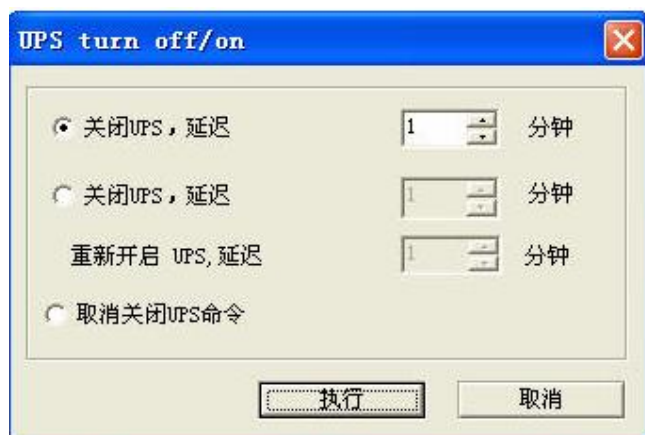 UPS turn off/on
关闭UPS，延迟 1 分钟
关闭UPS，延迟 1 分钟
重新开启 UPS,延迟 1 分钟
取消关闭UPS命令
执行 取消